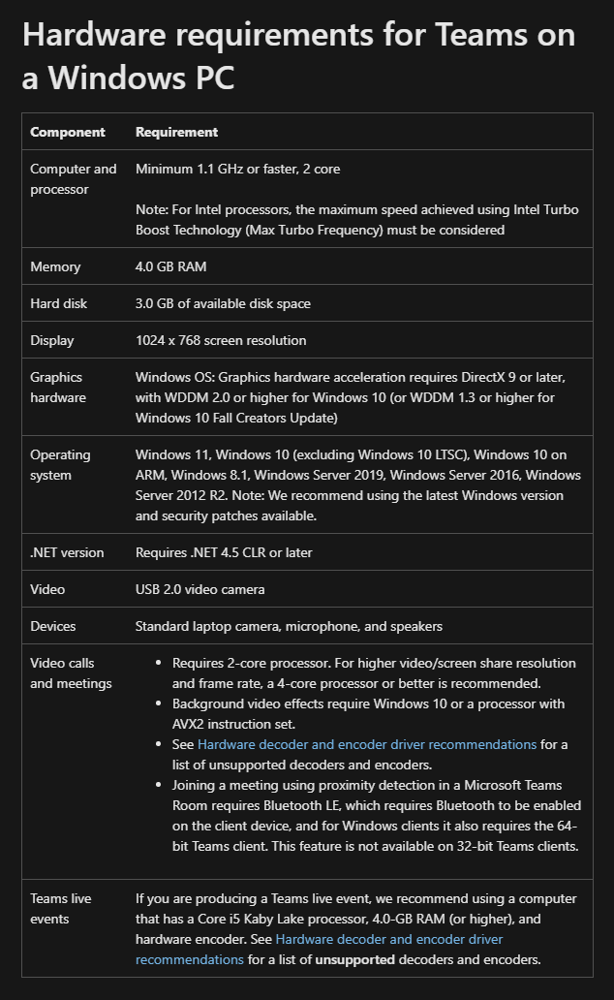 Hardware requirements for Teams on
a Windows PC
Component Requirement
Computer and Minimum 1.1 GHz or faster, 2 core
processor
Note: For Intel processors, the maximum speed achieved using Intel Turbo
Boost Technology (Max Turbo Frequency) must be considered
Memory 4.0 GB RAM
Hard disk 3.0 GB of available disk space
Display 1024 x 768 screen resolution
Graphics Windows OS: Graphics hardware acceleration requires DirectX 9 or later,
hardware with WDDM 2.0 or higher for Windows 10 (or WDDM 1.3 or higher for
Windows 10 Fall Creators Update)
Operating Windows 11, Windows 10 (excluding Windows 10 LTSC), Windows 10 on
system ARM, Windows 8.1, Windows Server 2019, Windows Server 2016, Windows
Server 2012 R2. Note: We recommend using the latest Windows version
and security patches available.
.NET version Requires .NET 4.5 CLR or later
Video USB 2.0 video camera
Devices Standard laptop camera, microphone, and speakers
Video calls • Requires 2-core processor. For higher video/screen share resolution
and meetings and frame rate, a 4-core processor or better is recommended.
• Background video effects require Windows 10 or a processor with
AVX2 instruction set.
• See Hardware decoder and encoder driver recommendations for a
list of unsupported decoders and encoders.
• Joining a meeting using proximity detection in a Microsoft Teams
Room requires Bluetooth LE, which requires Bluetooth to be enabled
on the client device, and for Windows clients it also requires the 64-
bit Teams client. This feature is not available on 32-bit Teams clients.
Teams live If you are producing a Teams live event, we recommend using a computer
events that has a Core i5 Kaby Lake processor, 4.0-GB RAM (or higher), and
hardware encoder. See Hardware decoder and encoder driver
recommendations for a list of unsupported decoders and encoders.